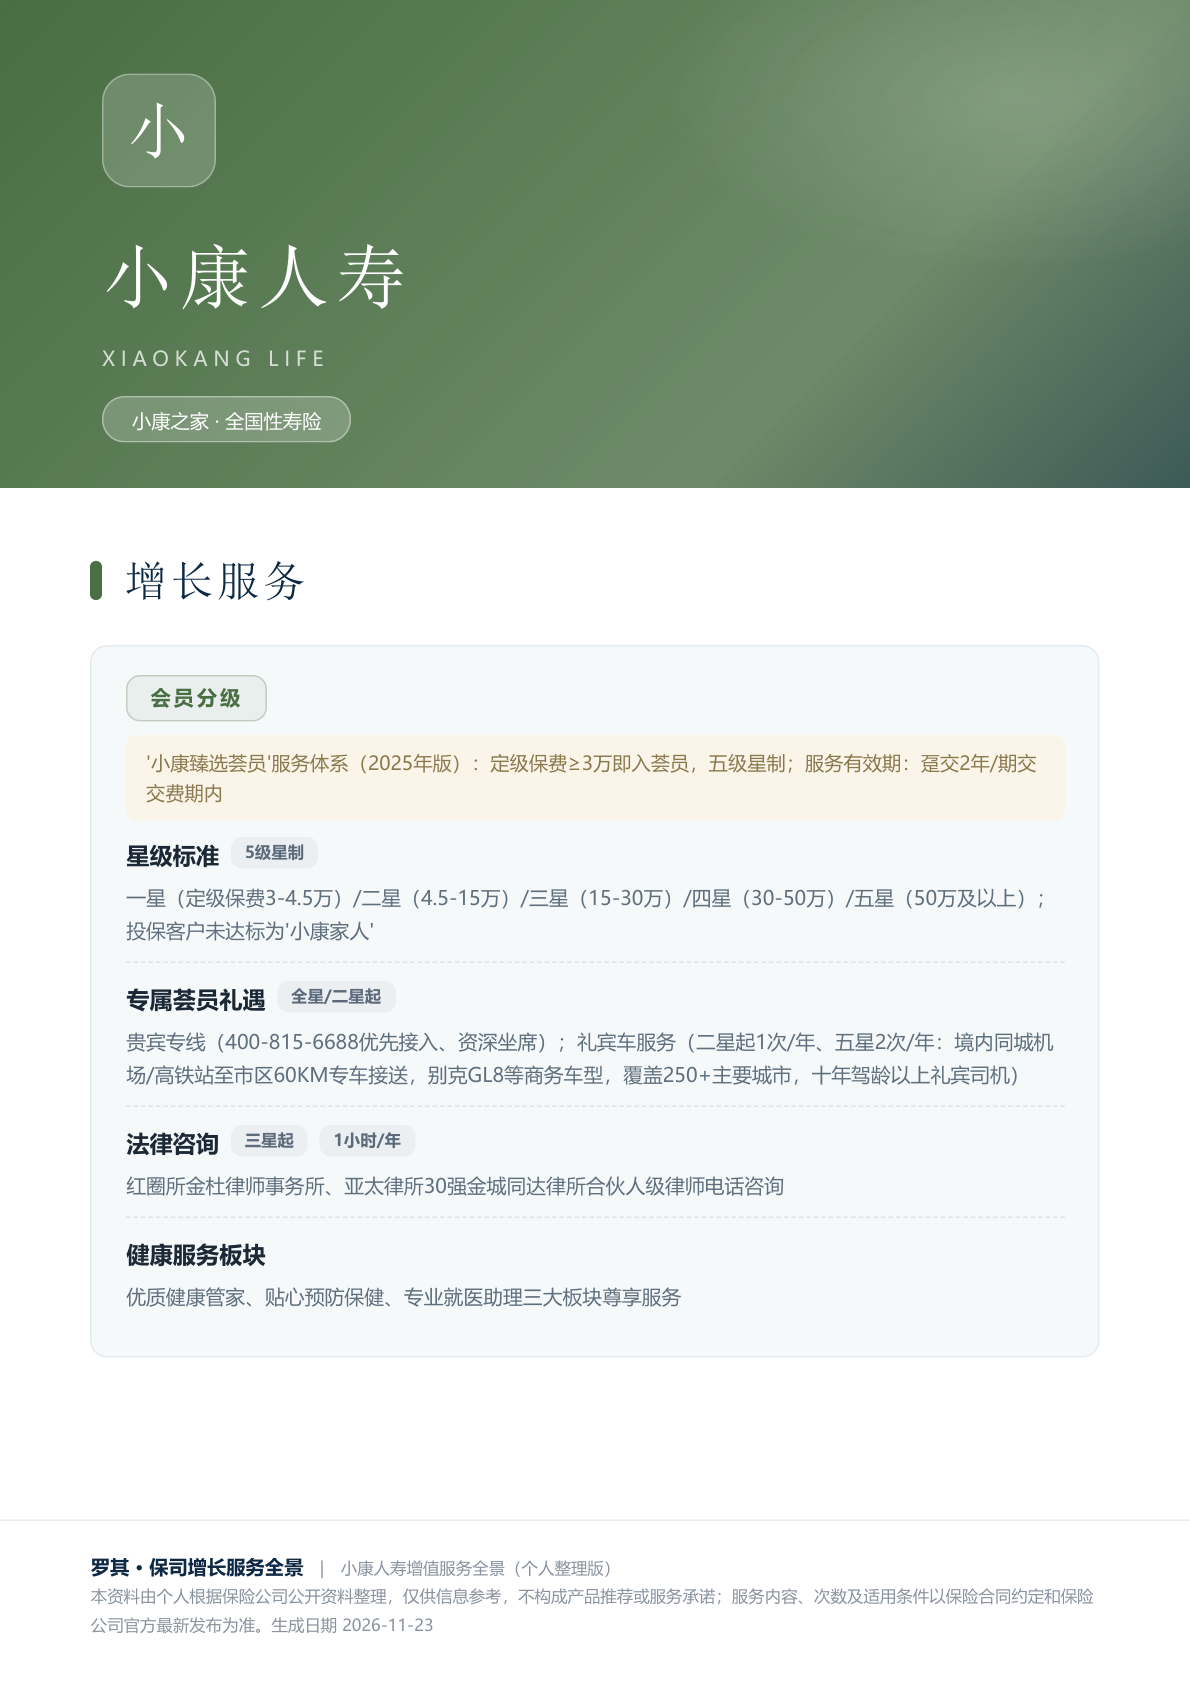 小
小康人寿
XIAOKANG LIFE
小康之家 · 全国性寿险
增长服务
会员分级
'小康臻选荟员'服务体系（2025年版）：定级保费≥3万即入荟员，五级星制；服务有效期：趸交2年/期交
交费期内
星级标准 5级星制
一星（定级保费3-4.5万）/二星（4.5-15万）/三星（15-30万）/四星（30-50万）/五星（50万及以上）；
投保客户未达标为'小康家人'
专属荟员礼遇 全星/二星起
贵宾专线（400-815-6688优先接入、资深坐席）；礼宾车服务（二星起1次/年、五星2次/年：境内同城机
场/高铁站至市区60KM专车接送，别克GL8等商务车型，覆盖250+主要城市，十年驾龄以上礼宾司机）
法律咨询 三星起 1小时/年
红圈所金杜律师事务所、亚太律所30强金城同达律所合伙人级律师电话咨询
健康服务板块
优质健康管家、贴心预防保健、专业就医助理三大板块尊享服务
罗其·保司增长服务全景 | 小康人寿增值服务全景（个人整理版）
本资料由个人根据保险公司公开资料整理，仅供信息参考，不构成产品推荐或服务承诺；服务内容、次数及适用条件以保险合同约定和保险
公司官方最新发布为准。生成日期 2026-11-23